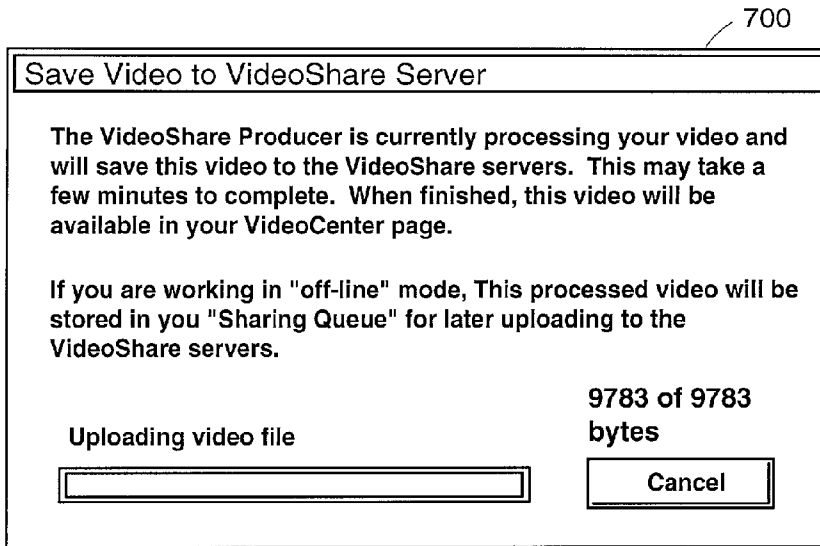 700
Save Video to VideoShare Server
The VideoShare Producer is currently processing your video and
will save this video to the VideoShare servers. This may take a
few minutes to complete. When finished, this video will be
available in your VideoCenter page.
If you are working in "off-line" mode, This processed video will be
stored in you "Sharing Queue" for later uploading to the
VideoShare servers.
9783 of 9783
bytes
Uploading video file
Cancel